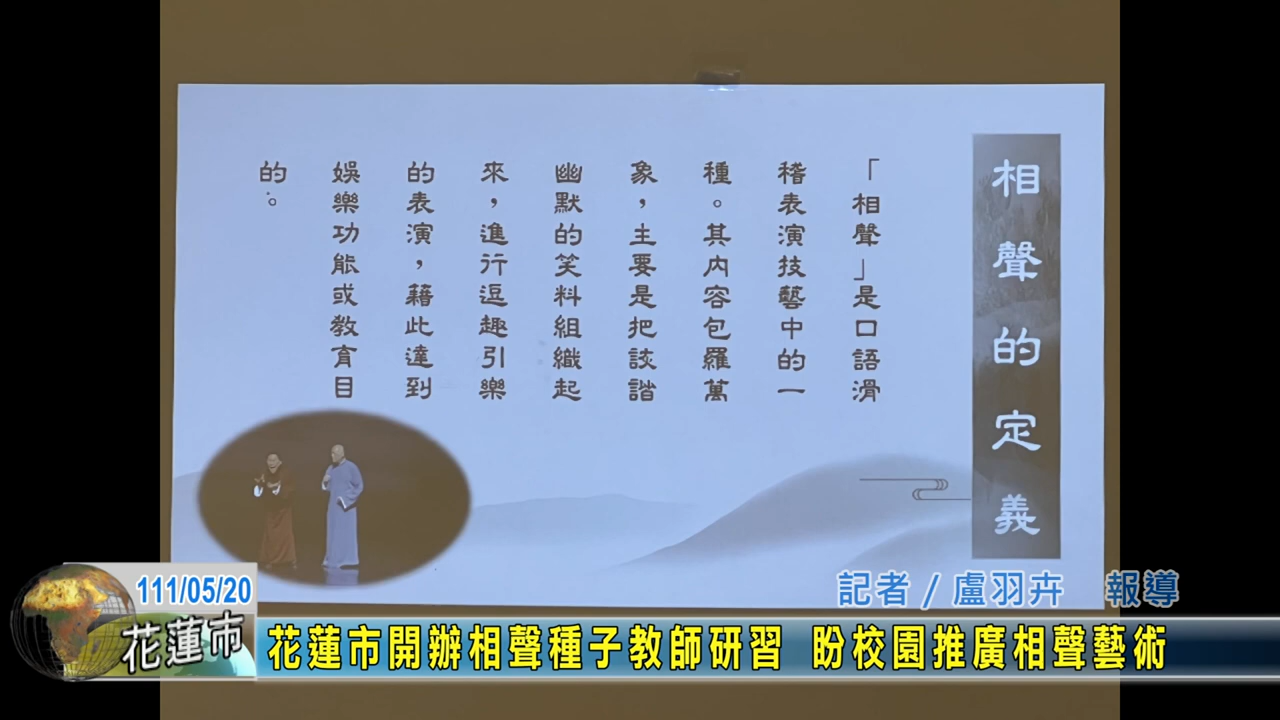 相聲的定義
「相聲」是口語滑
稽表演技藝中的一
種。其內容包羅萬
象，主要是把詼諧
幽默的笑料組織起
來，進行逗趣引樂
的表演，藉此達到
娛樂功能或教育目
的。
記者/盧羽卉 報導
111/05/20
花蓮市
花蓮市開辦相聲種子教師研習 盼校園推廣相聲藝術